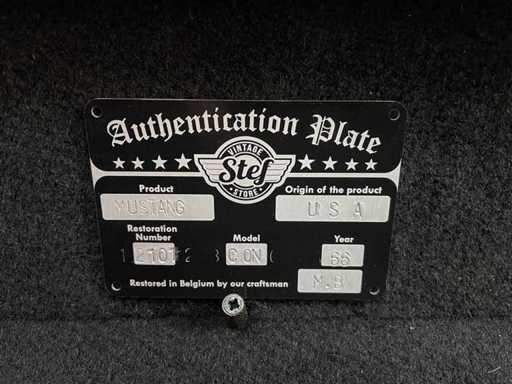 Authentication Plate
VINTAGE
Stef
STORE
Product
Origin of the product
MUSTANG
U S A
Restoration
Number
Model
Year
66
Restored in Belgium by our craftsman
M.B